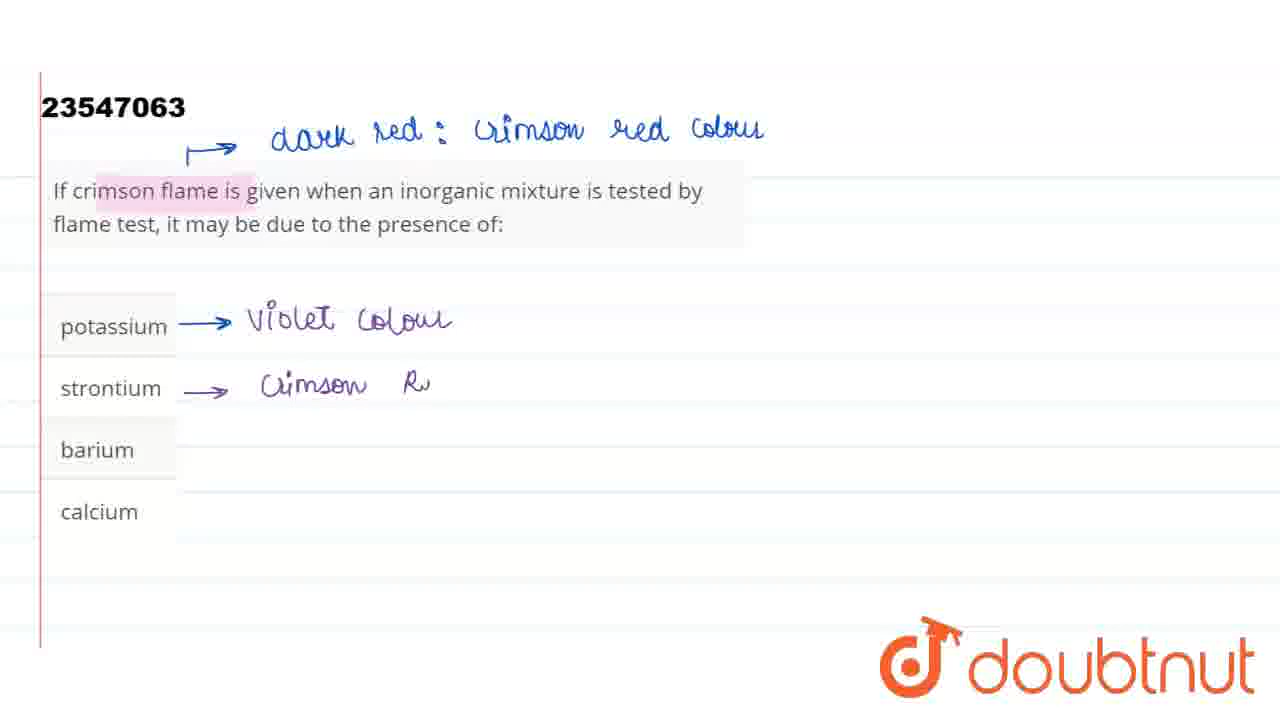 23547063
dark red : crimson red colour
If crimson flame is given when an inorganic mixture is tested by
flame test, it may be due to the presence of:
potassium → violet colour
strontium → crimson R
barium
calcium
doubtnut